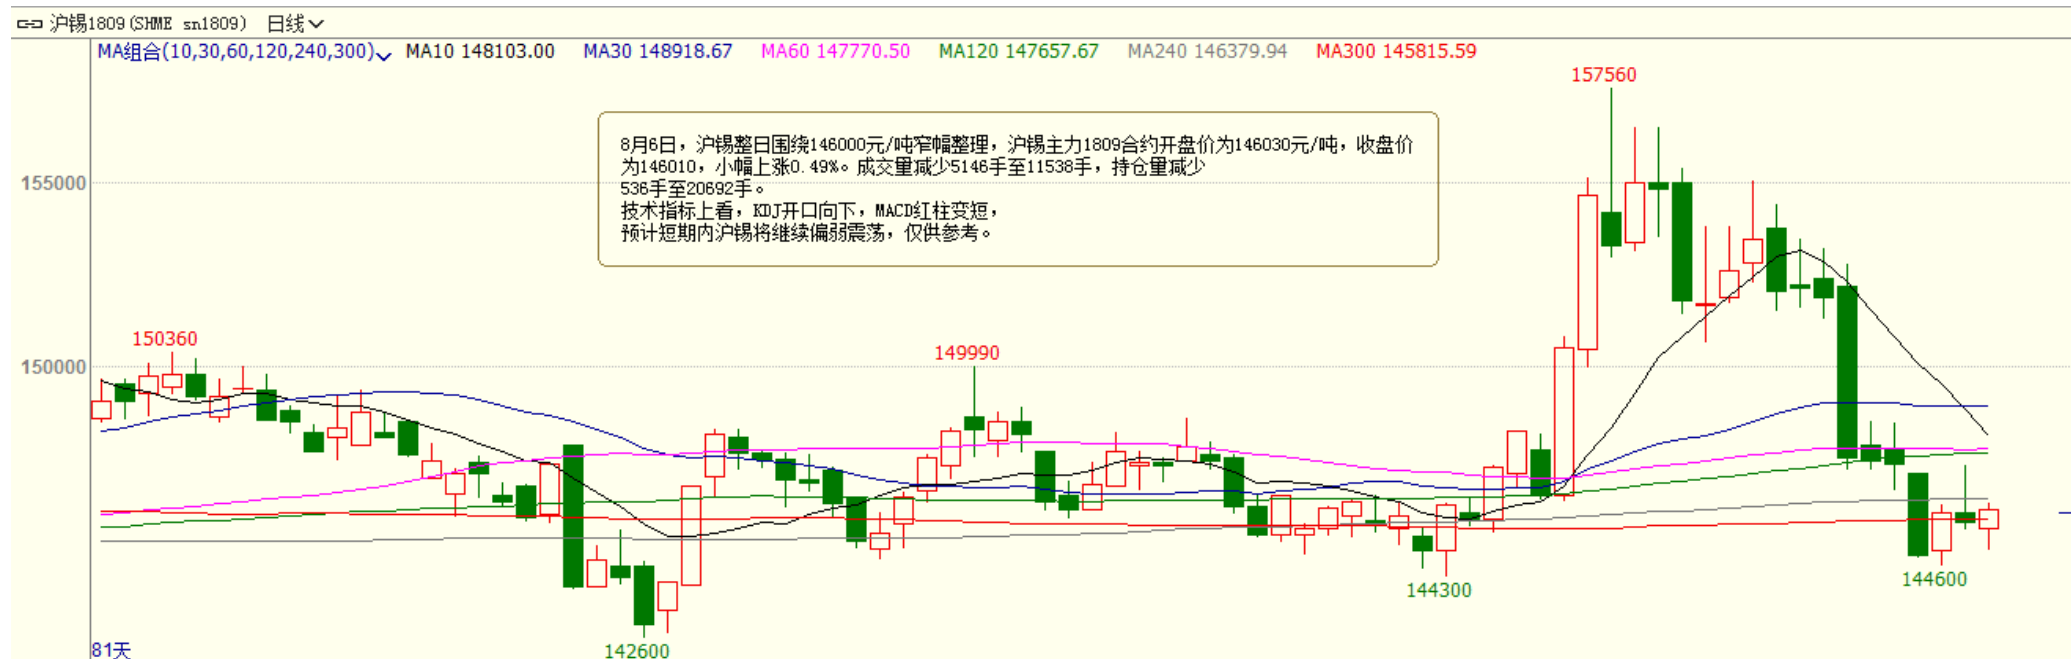 沪锡1809(SHME sn1809) 日线
MA组合(10,30,60,120,240,300) MA10 148103.00 MA30 148918.67 MA60 147770.50 MA120 147657.67 MA240 146379.94 MA300 145815.59
157560
8月6日，沪锡整日围绕146000元/吨窄幅整理，沪锡主力1809合约开盘价为146030元/吨，收盘价
为146010，小幅上涨0.49%。成交量减少5146手至11538手，持仓量减少
536手至20692手。
技术指标上看，KDJ开口向下，MACD红柱变短，
预计短期内沪锡将继续偏弱震荡，仅供参考。
155000
150360
149990
150000
144300
144600
142600
81天